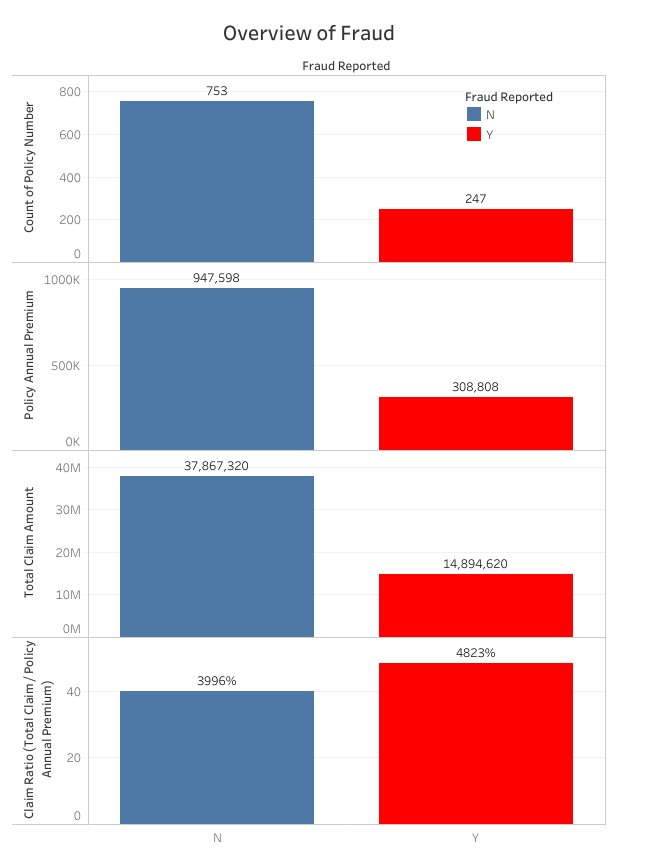 Overview of Fraud
Fraud Reported
Count of Policy Number
800
600
400
200
0
753
247
Fraud Reported
N
Y
Policy Annual Premium
1000K
500K
0K
947,598
308,808
Total Claim Amount
40M
30M
20M
10M
0M
37,867,320
14,894,620
Claim Ratio (Total Claim / Policy
Annual Premium)
40
20
0
3996%
4823%
N
Y